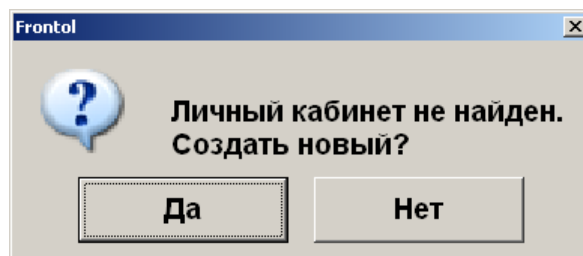 Frontol
Личный кабинет не найден.
Создать новый?
Да
Нет